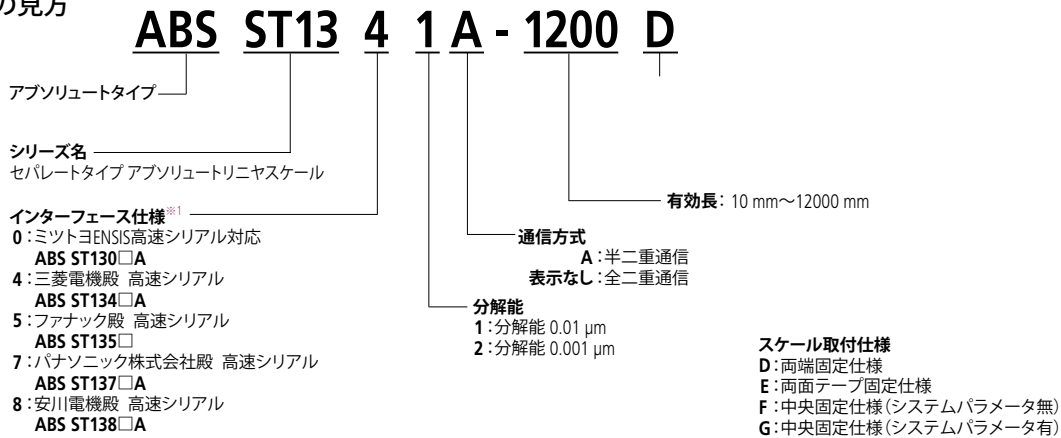 の見方
ABS ST13 4 1 A - 1200 D
アブソリュートタイプ
シリーズ名
セパレートタイプ アブソリュートリニヤスケール
インターフェース仕様※1
0：ミツトヨENSIS高速シリアル対応
ABS ST130□A
4：三菱電機殿 高速シリアル
ABS ST134□A
5：ファナック殿 高速シリアル
ABS ST135□
7：パナソニック株式会社殿 高速シリアル
ABS ST137□A
8：安川電機殿 高速シリアル
ABS ST138□A
分解能
1：分解能 0.01 µm
2：分解能 0.001 µm
通信方式
A：半二重通信
表示なし：全二重通信
有効長： 10 mm～12000 mm
スケール取付仕様
D：両端固定仕様
E：両面テープ固定仕様
F：中央固定仕様（システムパラメータ無）
G：中央固定仕様（システムパラメータ有）